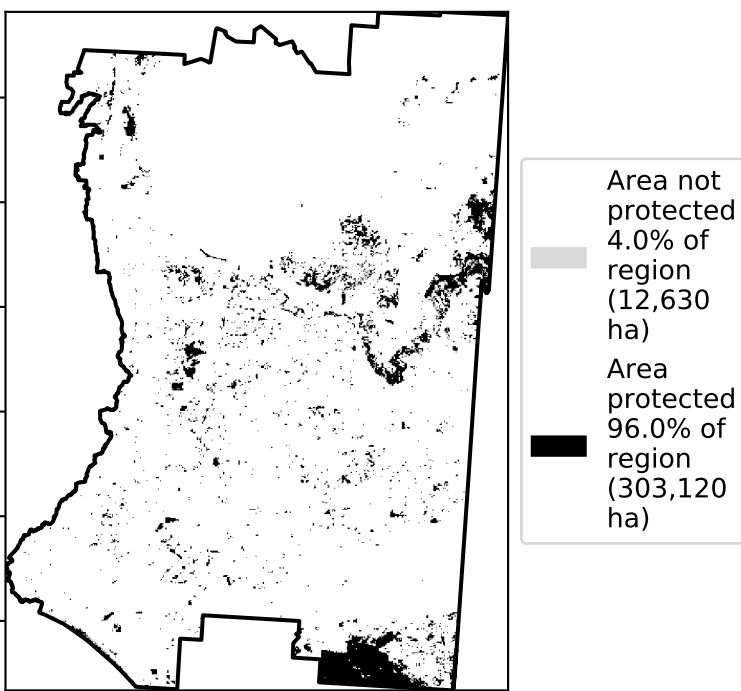 Area not
protected
4.0% of
region
(12,630
ha)
Area
protected
96.0% of
region
(303,120
ha)